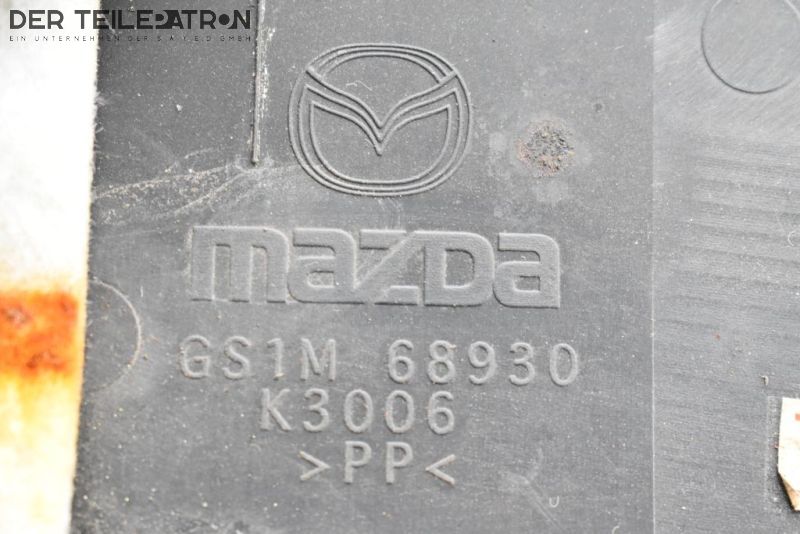 DER TEILEPATRON
EIN UNTERNEHMEN DER S A Y E D GMBH
mazda
GS1M 68930
K3006
>PP<